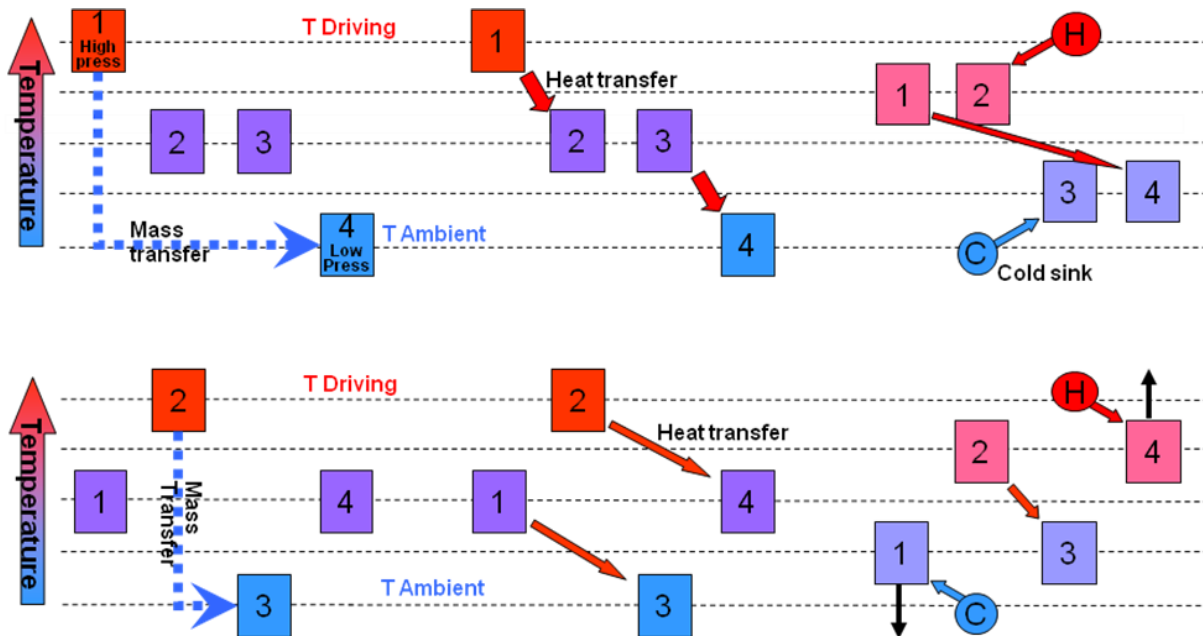 Temperature
1
High
press
T Driving
1
Heat transfer
H
1
2
2
3
2
3
3
4
Mass
transfer
4
Low
Press
T Ambient
4
C
Cold sink
Temperature
2
T Driving
2
Heat transfer
H
2
4
1
Mass
Transfer
4
1
4
1
3
3
T Ambient
3
C